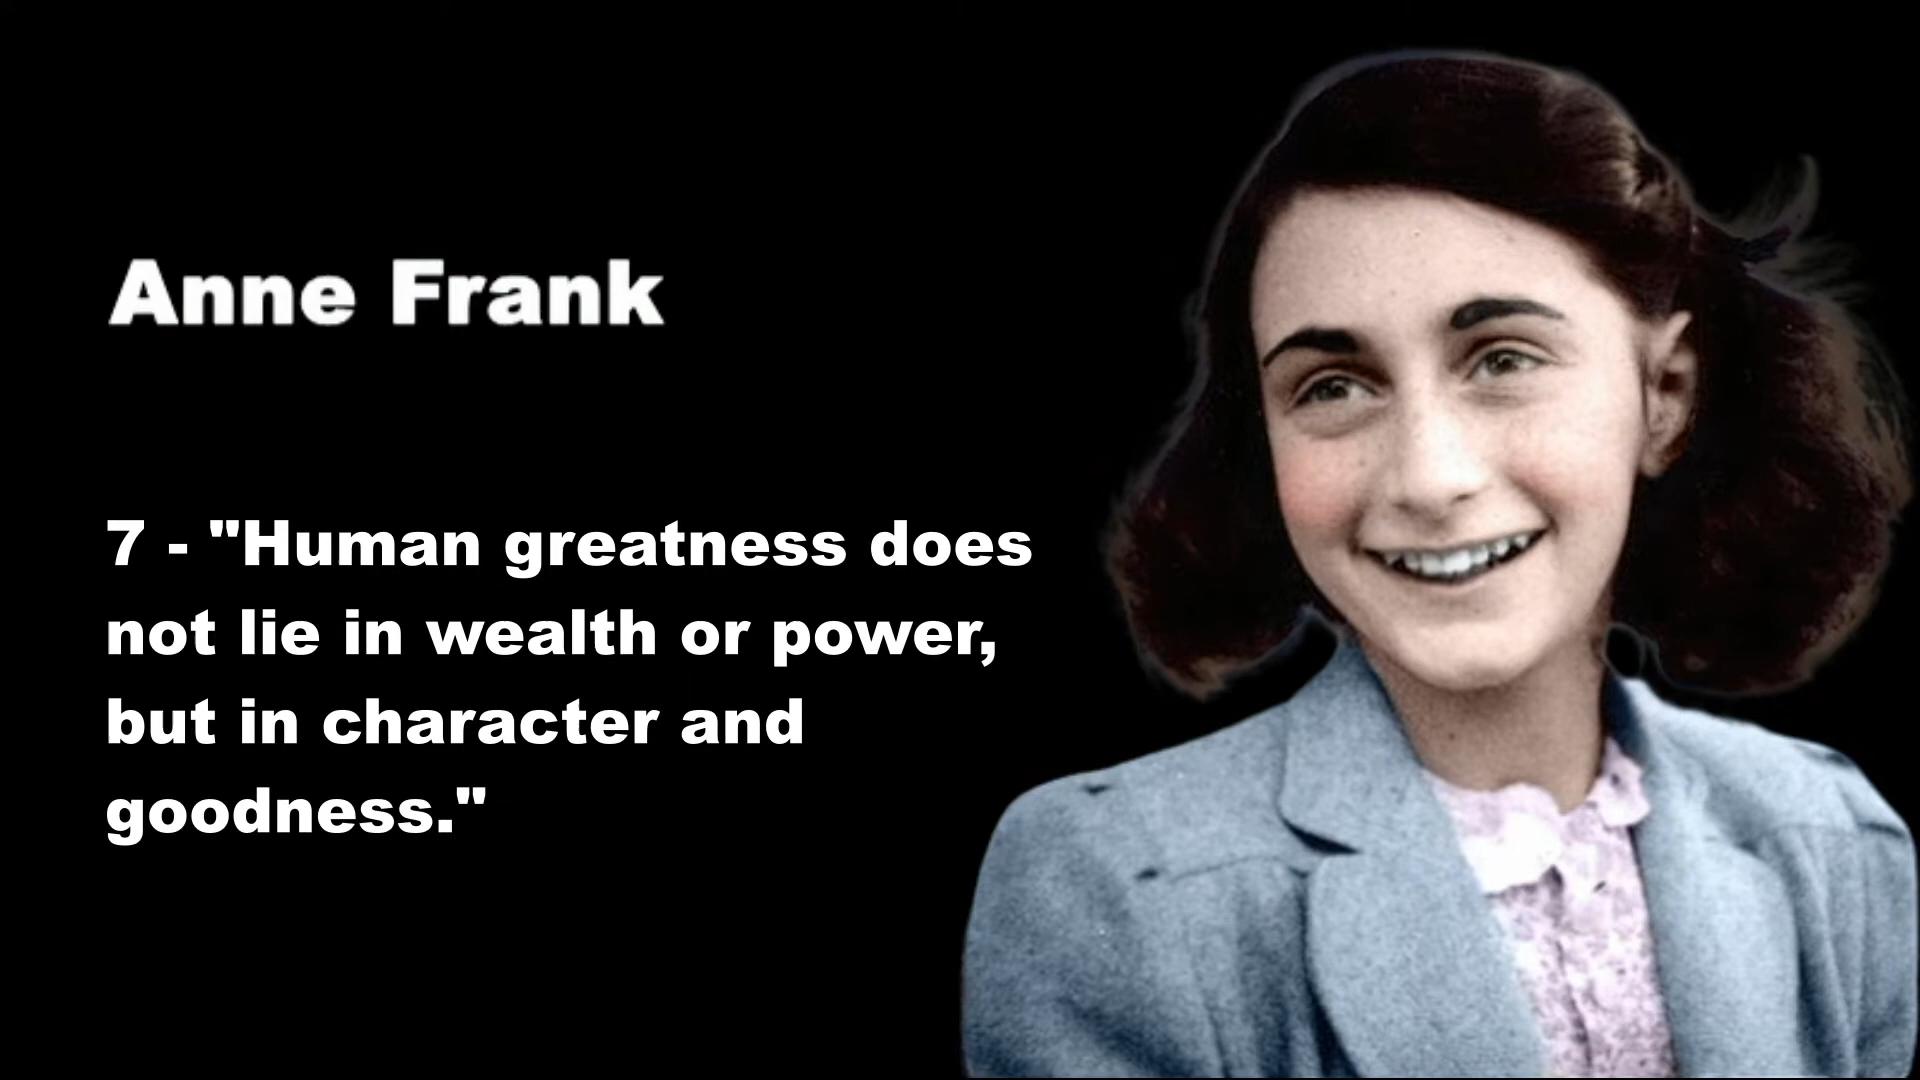 Anne Frank
7 - "Human greatness does
not lie in wealth or power,
but in character and
goodness."